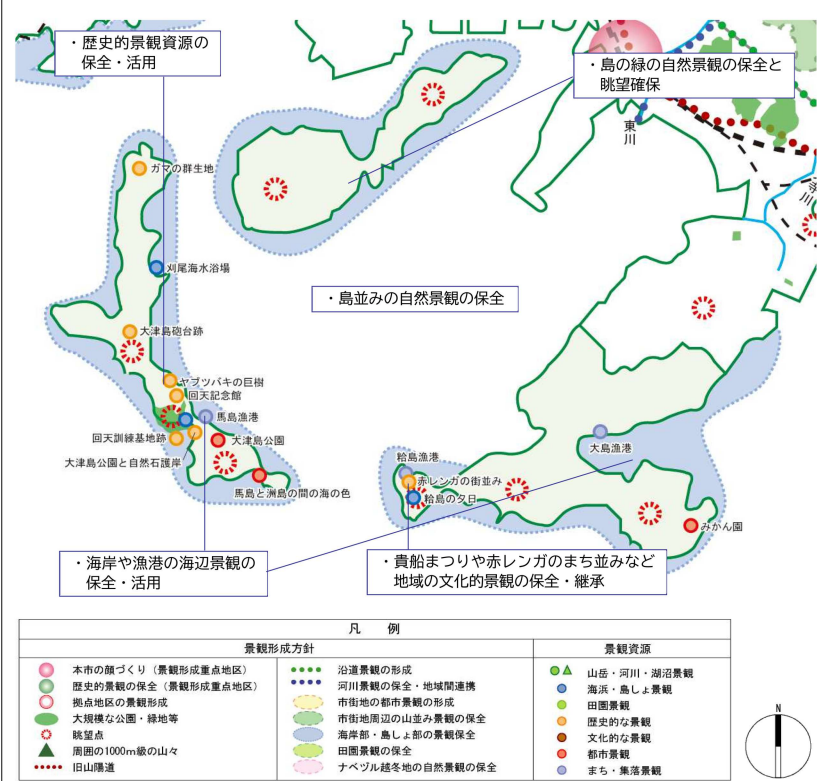 ・歴史的景観資源の
保全・活用
・島の緑の自然景観の保全と
眺望確保
東川
ガマの群生地
刈尾海水浴場
・島並みの自然景観の保全
大津島砲台跡
ヤブツバキの巨樹
回天記念館
馬島漁港
回天訓練基地跡
大津島公園
大津島公園と自然石護岸
馬島と洲島の間の海の色
大島漁港
粭島漁港
赤レンガの街並み
粭島の夕日
みかん園
・海岸や漁港の海辺景観の
保全・活用
・貴船まつりや赤レンガのまち並みなど
地域の文化的景観の保全・継承
凡 例
景観形成方針
景観資源
本市の顔づくり（景観形成重点地区）
歴史的景観の保全（景観形成重点地区）
拠点地区の景観形成
大規模な公園・緑地等
眺望点
周囲の1000m級の山々
旧山陽道
沿道景観の形成
河川景観の保全・地域間連携
市街地の都市景観の形成
市街地周辺の山並み景観の保全
海岸部・島しょ部の景観保全
田園景観の保全
ナベヅル越冬地の自然景観の保全
山岳・河川・湖沼景観
海浜・島しょ景観
田園景観
歴史的な景観
文化的な景観
都市景観
まち・集落景観
N